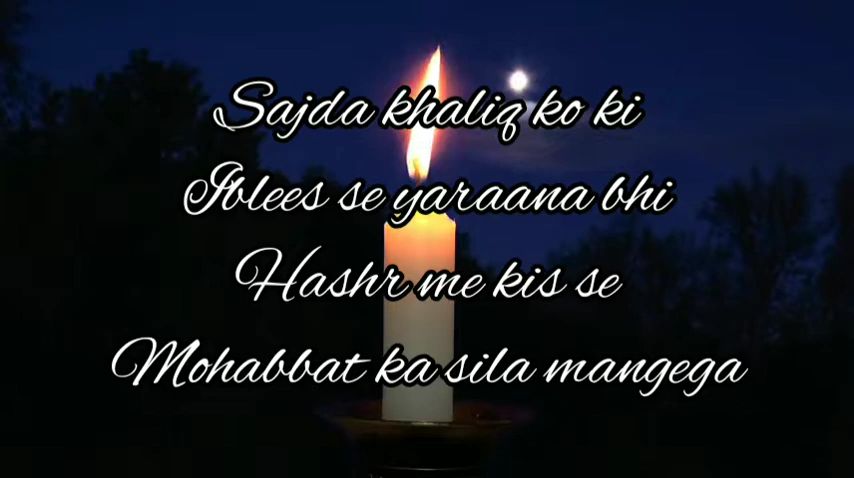 Sajda khaliq ko ki
Iblees se yaraana bhi
Hashr me kis se
Mohabbat ka sila mangega